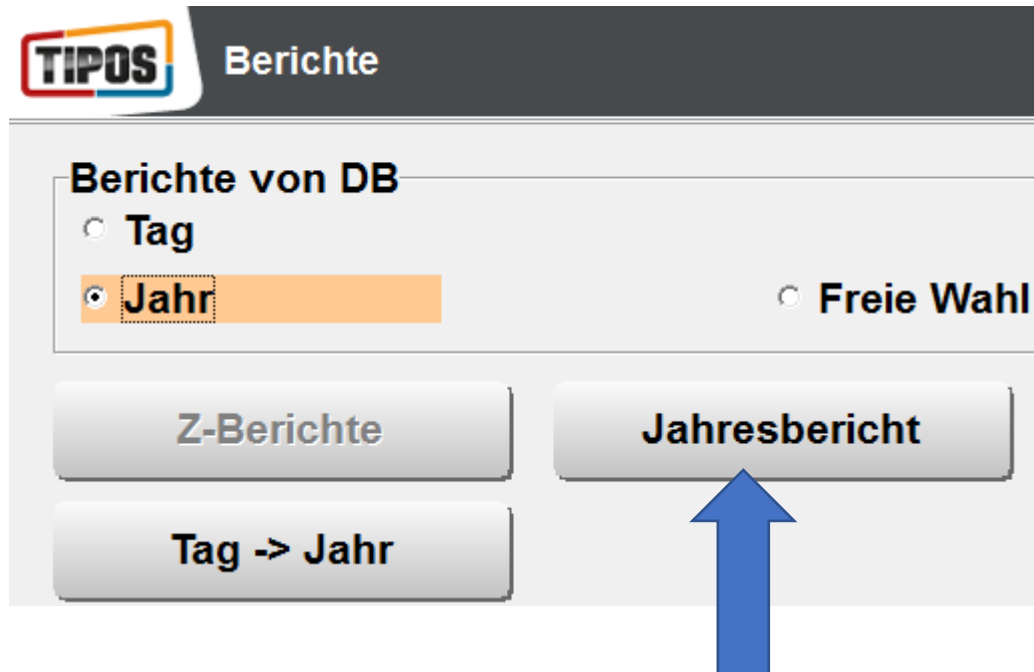 TIPOS
Berichte
Berichte von DB
Tag
Jahr
Freie Wahl
Z-Berichte
Jahresbericht
Tag -> Jahr